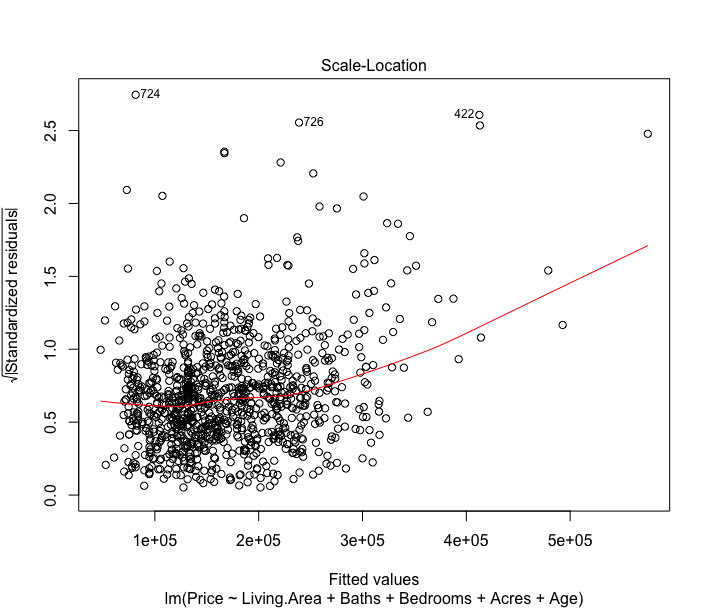 Scale-Location
724
726
422
√|Standardized residuals|
0.0
0.5
1.0
1.5
2.0
2.5
1e+05
2e+05
3e+05
4e+05
5e+05
Fitted values
lm(Price ~ Living.Area + Baths + Bedrooms + Acres + Age)